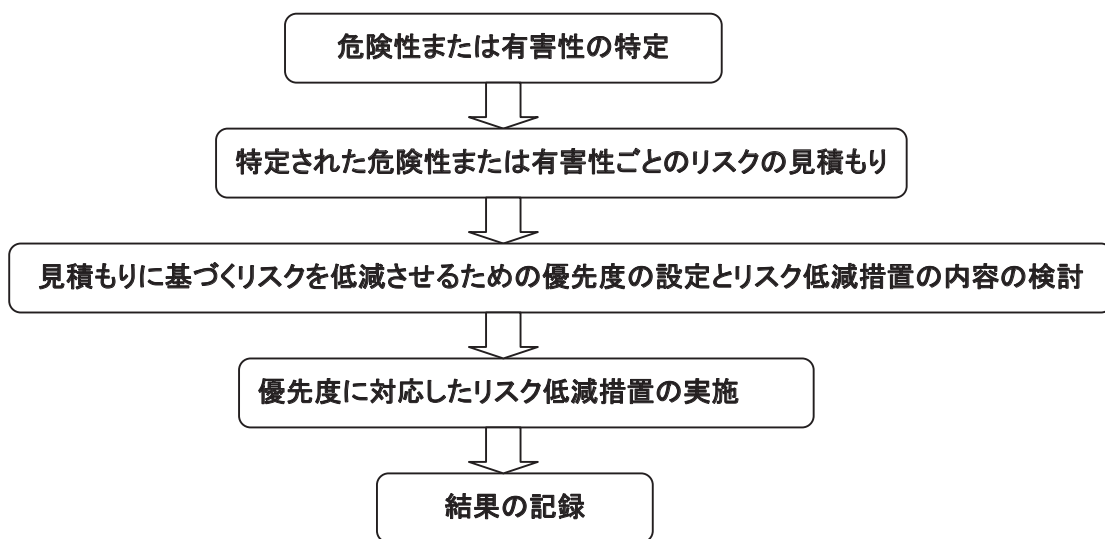 危険性または有害性の特定
特定された危険性または有害性ごとのリスクの見積もり
見積もりに基づくリスクを低減させるための優先度の設定とリスク低減措置の内容の検討
優先度に対応したリスク低減措置の実施
結果の記録